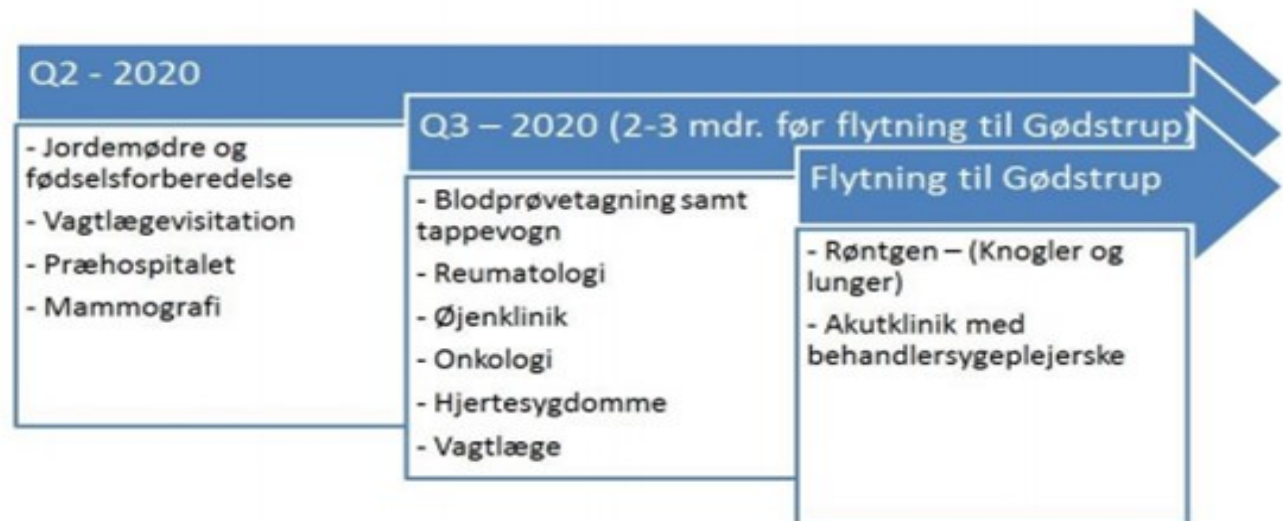 Q2 - 2020
- Jordemødre og
fødselsforberedelse
- Vagtlægevisitation
- Præhospitalet
- Mammografi
Q3 – 2020 (2-3 mdr. før flytning til Gødstrup)
- Blodprøvetagning samt
tappevogn
- Reumatologi
- Øjenklinik
- Onkologi
- Hjertesygdomme
- Vagtlæge
Flytning til Gødstrup
- Røntgen – (Knogler og
lunger)
- Akutklinik med
behandlersygeplejerske